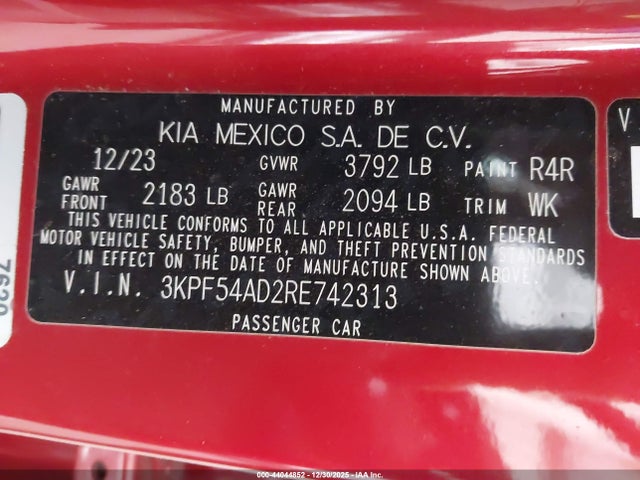 MANUFACTURED BY
KIA MEXICO S.A. DE C.V.
12/23 GVWR 3792 LB PAINT R4R
GAWR FRONT 2183 LB GAWR REAR 2094 LB TRIM WK
THIS VEHICLE CONFORMS TO ALL APPLICABLE U.S.A. FEDERAL
MOTOR VEHICLE SAFETY, BUMPER, AND THEFT PREVENTION STANDARDS
IN EFFECT ON THE DATE OF MANUFACTURE SHOWN ABOVE.
V.I.N. 3KPF54AD2RE742313
PASSENGER CAR
V
000-44044852 - 12/30/2025 - IAA Inc.